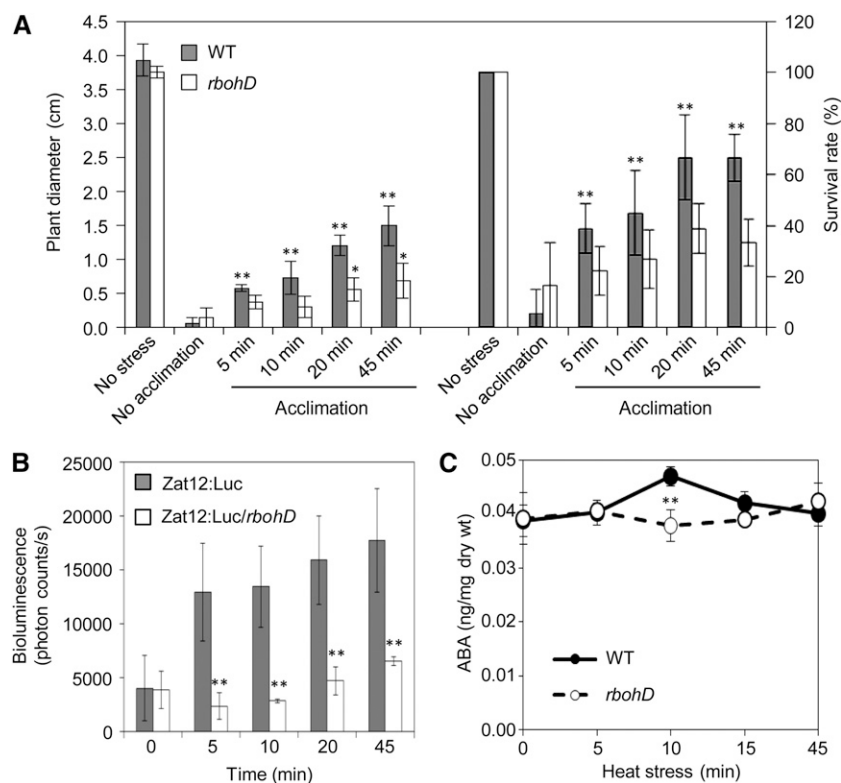 A
WT
rbohD
Plant diameter (cm)
4.5
4.0
3.5
3.0
2.5
2.0
1.5
1.0
0.5
0.0
** ** ** * ** *
** ** ** **
Survival rate (%)
120
100
80
60
40
20
0
No stress No acclimation 5 min 10 min 20 min 45 min No stress No acclimation 5 min 10 min 20 min 45 min
Acclimation Acclimation
B
Zat12:Luc
Zat12:Luc/rbohD
Bioluminescence
(photon counts/s)
25000
20000
15000
10000
5000
0
** ** ** **
0 5 10 20 45
Time (min)
C
ABA (ng/mg dry wt)
0.05
0.04
0.03
0.02
0.01
0.00
**
WT
rbohD
0 5 10 15 45
Heat stress (min)